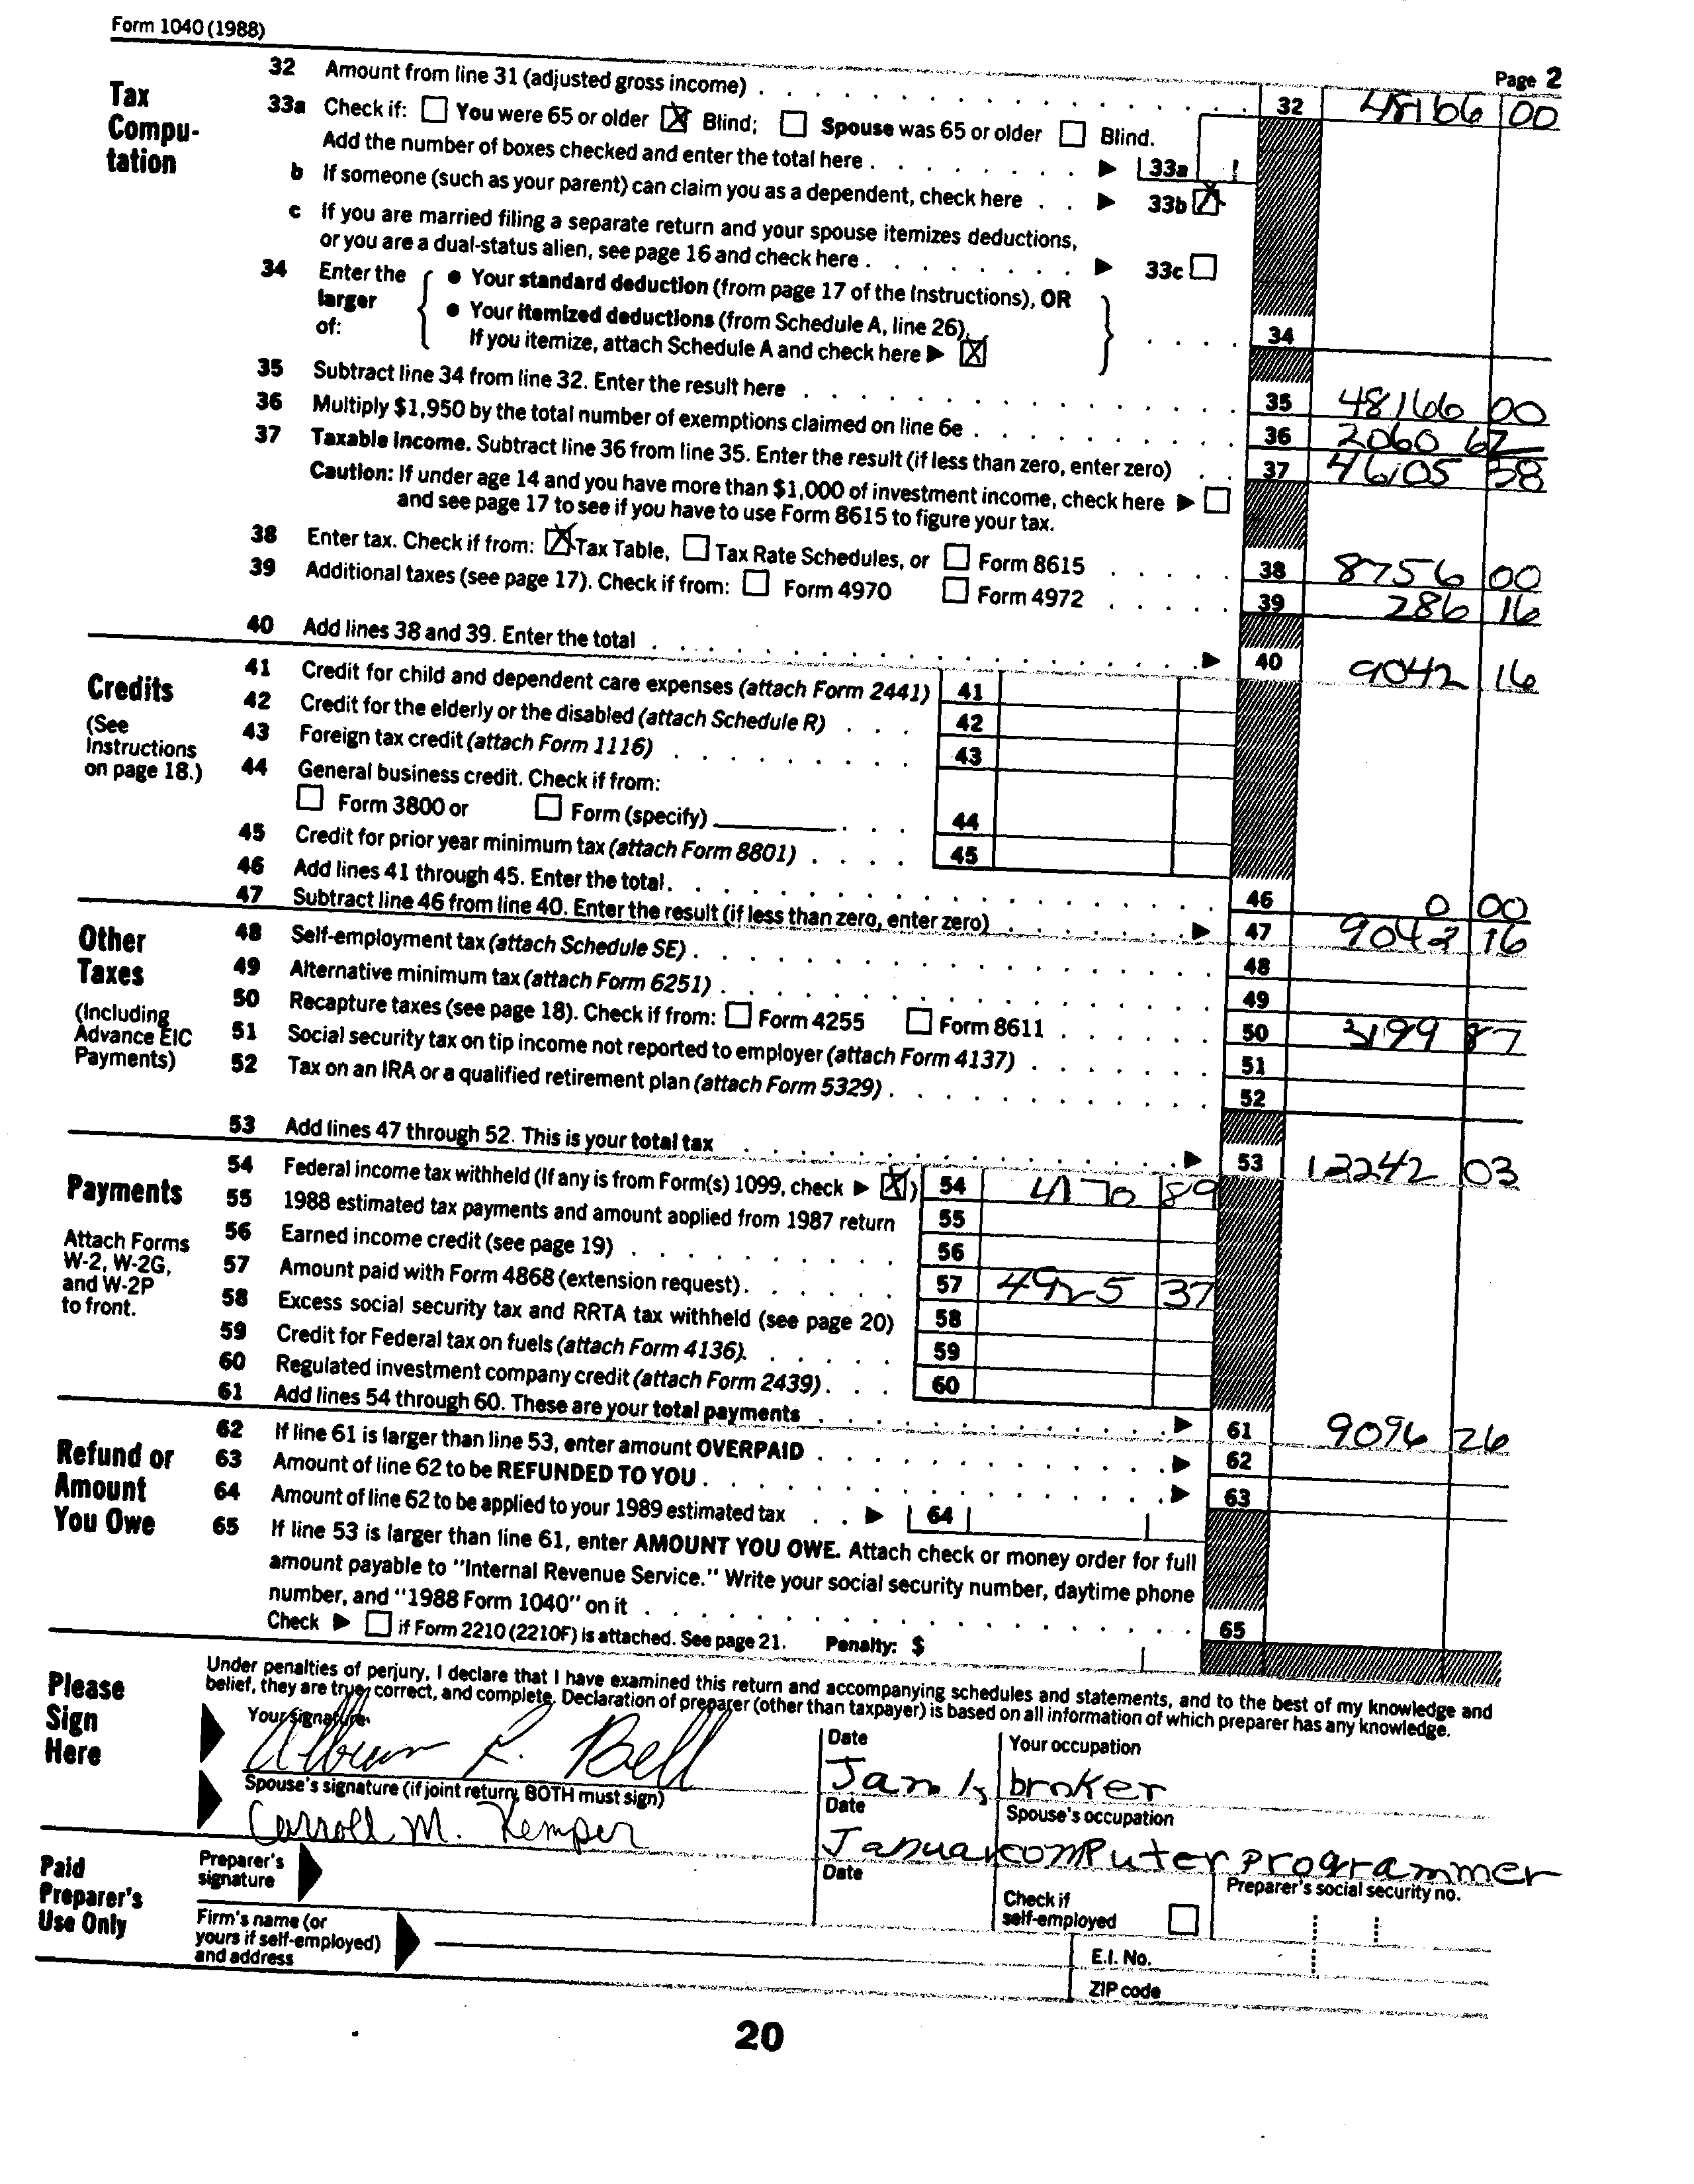 Form 1040 (1988)
Page 2
Tax Compu- tation
32 Amount from line 31 (adjusted gross income) 32 48166 00
33a Check if: ☐ You were 65 or older ☒ Blind; ☐ Spouse was 65 or older ☐ Blind.
Add the number of boxes checked and enter the total here 33a 1
b If someone (such as your parent) can claim you as a dependent, check here 33b ☒
c If you are married filing a separate return and your spouse itemizes deductions,
or you are a dual-status alien, see page 16 and check here 33c ☐
34 Enter the larger of:
● Your standard deduction (from page 17 of the Instructions), OR
● Your itemized deductions (from Schedule A, line 26).
If you itemize, attach Schedule A and check here ▶ ☒ 34
35 Subtract line 34 from line 32. Enter the result here 35 48166 00
36 Multiply $1,950 by the total number of exemptions claimed on line 6e 36 2060 62
37 Taxable income. Subtract line 36 from line 35. Enter the result (if less than zero, enter zero) 37 46105 38
Caution: If under age 14 and you have more than $1,000 of investment income, check here ▶ ☐
and see page 17 to see if you have to use Form 8615 to figure your tax.
38 Enter tax. Check if from: ☒ Tax Table, ☐ Tax Rate Schedules, or ☐ Form 8615 38 8756 00
39 Additional taxes (see page 17). Check if from: ☐ Form 4970 ☐ Form 4972 39 286 16
40 Add lines 38 and 39. Enter the total 40 9042 16
Credits
(See Instructions on page 18.)
41 Credit for child and dependent care expenses (attach Form 2441) 41
42 Credit for the elderly or the disabled (attach Schedule R) 42
43 Foreign tax credit (attach Form 1116) 43
44 General business credit. Check if from:
☐ Form 3800 or ☐ Form (specify) 44
45 Credit for prior year minimum tax (attach Form 8801) 45
46 Add lines 41 through 45. Enter the total 46 0 00
47 Subtract line 46 from line 40. Enter the result (if less than zero, enter zero) 47 9042 16
Other Taxes
(Including Advance EIC Payments)
48 Self-employment tax (attach Schedule SE) 48
49 Alternative minimum tax (attach Form 6251) 49
50 Recapture taxes (see page 18). Check if from: ☐ Form 4255 ☐ Form 8611 50 3199 87
51 Social security tax on tip income not reported to employer (attach Form 4137) 51
52 Tax on an IRA or a qualified retirement plan (attach Form 5329) 52
53 Add lines 47 through 52. This is your total tax 53 12242 03
Payments
Attach Forms W-2, W-2G, and W-2P to front.
54 Federal income tax withheld (If any is from Form(s) 1099, check ▶ ☒) 54 4170 89
55 1988 estimated tax payments and amount applied from 1987 return 55
56 Earned income credit (see page 19) 56
57 Amount paid with Form 4868 (extension request) 57 4925 37
58 Excess social security tax and RRTA tax withheld (see page 20) 58
59 Credit for Federal tax on fuels (attach Form 4136) 59
60 Regulated investment company credit (attach Form 2439) 60
61 Add lines 54 through 60. These are your total payments 61 9096 26
Refund or Amount You Owe
62 If line 61 is larger than line 53, enter amount OVERPAID 62
63 Amount of line 62 to be REFUNDED TO YOU 63
64 Amount of line 62 to be applied to your 1989 estimated tax 64
65 If line 53 is larger than line 61, enter AMOUNT YOU OWE. Attach check or money order for full
amount payable to "Internal Revenue Service." Write your social security number, daytime phone
number, and "1988 Form 1040" on it 65
Check ▶ ☐ if Form 2210 (2210F) is attached. See page 21. Penalty: $
Please Sign Here
Under penalties of perjury, I declare that I have examined this return and accompanying schedules and statements, and to the best of my knowledge and
belief, they are true, correct, and complete. Declaration of preparer (other than taxpayer) is based on all information of which preparer has any knowledge.
Your signature R. Bell
Date Jan.
Your occupation broker
Spouse's signature (if joint return, BOTH must sign) Carroll M. Kemper
Date Januar
Spouse's occupation computer programmer
Paid Preparer's Use Only
Preparer's signature
Date
Check if self-employed ☐
Preparer's social security no.
Firm's name (or yours if self-employed) and address
E.I. No.
ZIP code
20